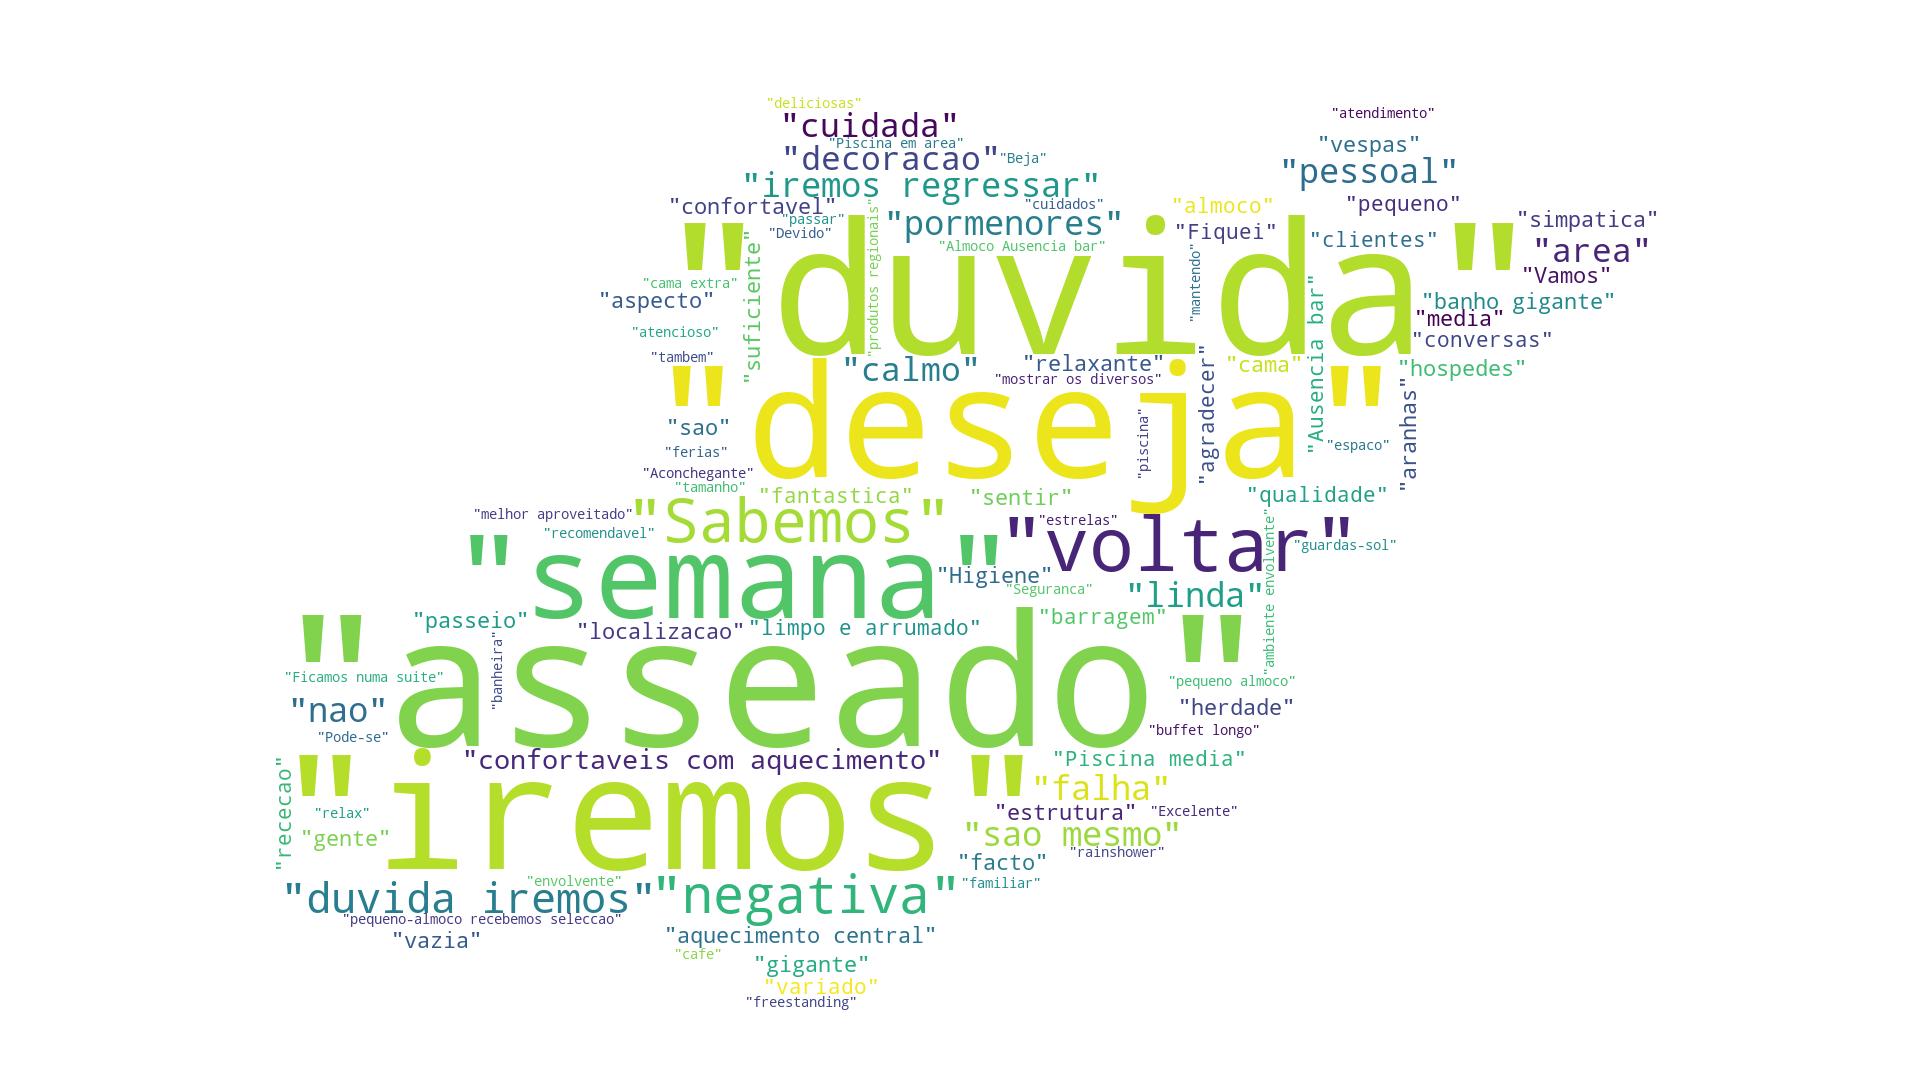 "deliciosas"
"atendimento"
"cuidada"
"Piscina em area"
"vespas"
"decoracao"
"Beja"
"pessoal"
"iremos regressar"
"confortavel"
"cuidados"
"almoco"
"pequeno"
"passar"
"simpatica"
"Devido"
"produtos regionais"
"pormenores"
"Fiquei"
"clientes"
"Almoco Ausencia bar"
"area"
"suficiente"
"duvida"
"mantendo"
"Vamos"
"cama extra"
"aspecto"
"banho gigante"
"media"
"atencioso"
"conversas"
"tambem"
"calmo"
"relaxante"
"cama"
"Ausencia bar"
"hospedes"
"mostrar os diversos"
"agradecer"
"deseja"
"sao"
"piscina"
"aranhas"
"espaco"
"ferias"
"Aconchegante"
"tamanho"
"fantastica"
"sentir"
"qualidade"
"melhor aproveitado"
"Sabemos"
"estrelas"
"recomendavel"
"voltar"
"guardas-sol"
"semana"
"Higiene"
"Seguranca"
"linda"
"ambiente envolvente"
"passeio"
"localizacao"
"limpo e arrumado"
"barragem"
"banheira"
"asseado"
"Ficamos numa suite"
"pequeno almoco"
"nao"
"herdade"
"Pode-se"
"buffet longo"
"confortaveis com aquecimento"
"Piscina media"
"rececao"
"iremos"
"falha"
"relax"
"estrutura"
"Excelente"
"gente"
"sao mesmo"
"rainshower"
"facto"
"envolvente"
"familiar"
"duvida iremos"
"negativa"
"pequeno-almoco recebemos seleccao"
"vazia"
"aquecimento central"
"cafe"
"gigante"
"variado"
"freestanding"